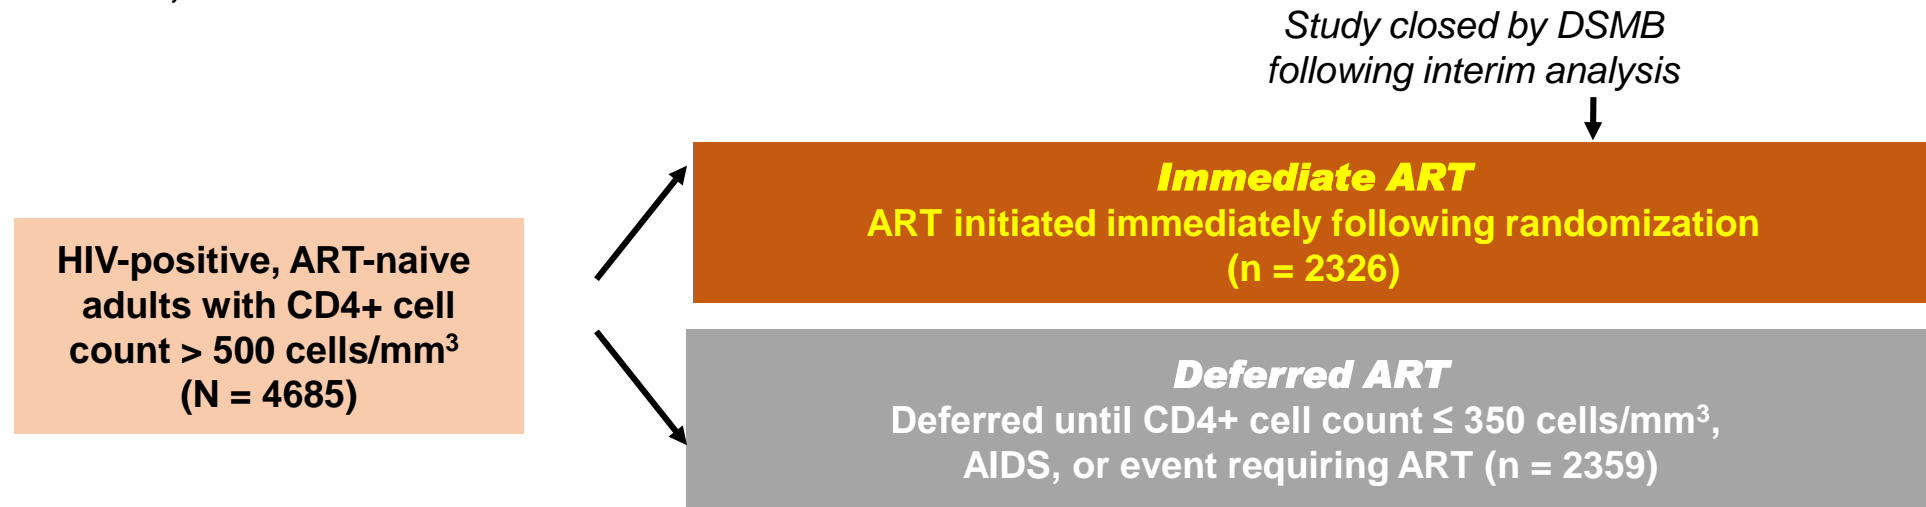 Study closed by DSMB
following interim analysis
HIV-positive, ART-naive
adults with CD4+ cell
count > 500 cells/mm³
(N = 4685)
Immediate ART
ART initiated immediately following randomization
(n = 2326)
Deferred ART
Deferred until CD4+ cell count ≤ 350 cells/mm³,
AIDS, or event requiring ART (n = 2359)